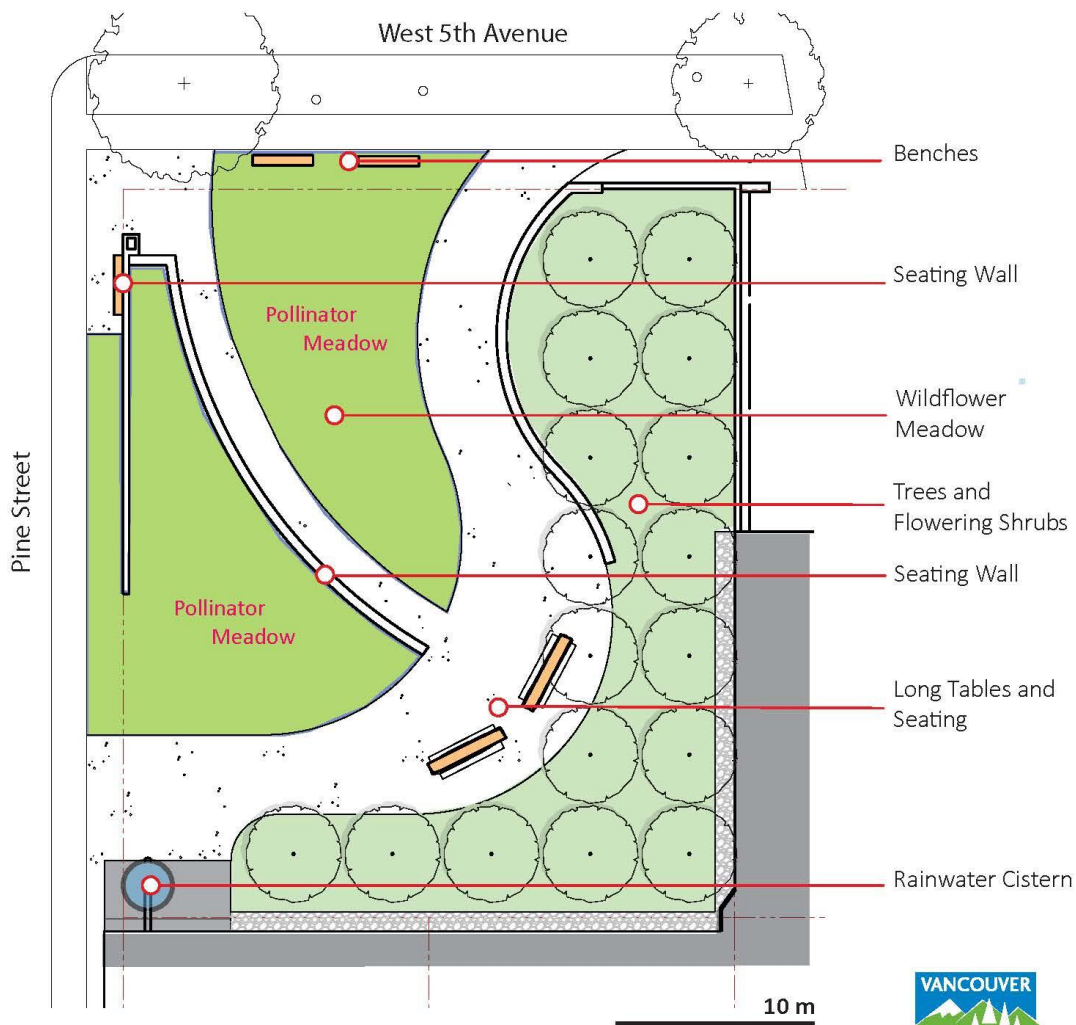 West 5th Avenue
Benches
Seating Wall
Pollinator
Meadow
Wildflower
Meadow
Trees and
Flowering Shrubs
Pine Street
Seating Wall
Pollinator
Meadow
Long Tables and
Seating
Rainwater Cistern
VANCOUVER
10 m